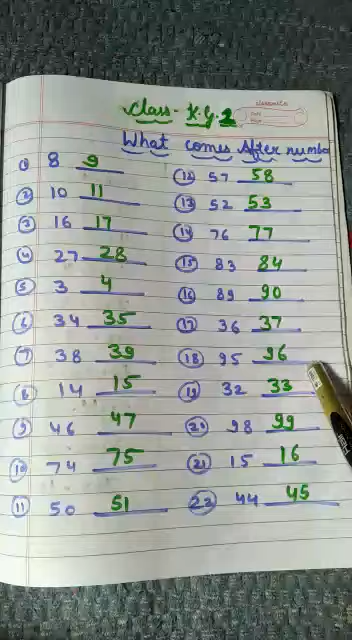 Class - K.G. 2
What comes After number
① 8 9
② 10 11
③ 16 17
④ 27 28
⑤ 3 4
⑥ 34 35
⑦ 38 39
⑧ 14 15
⑨ 46 47
⑩ 74 75
⑪ 50 51
⑫ 57 58
⑬ 52 53
⑭ 76 77
⑮ 83 84
⑯ 89 90
⑰ 36 37
⑱ 95 96
⑲ 32 33
⑳ 98 99
㉑ 15 16
㉒ 44 45